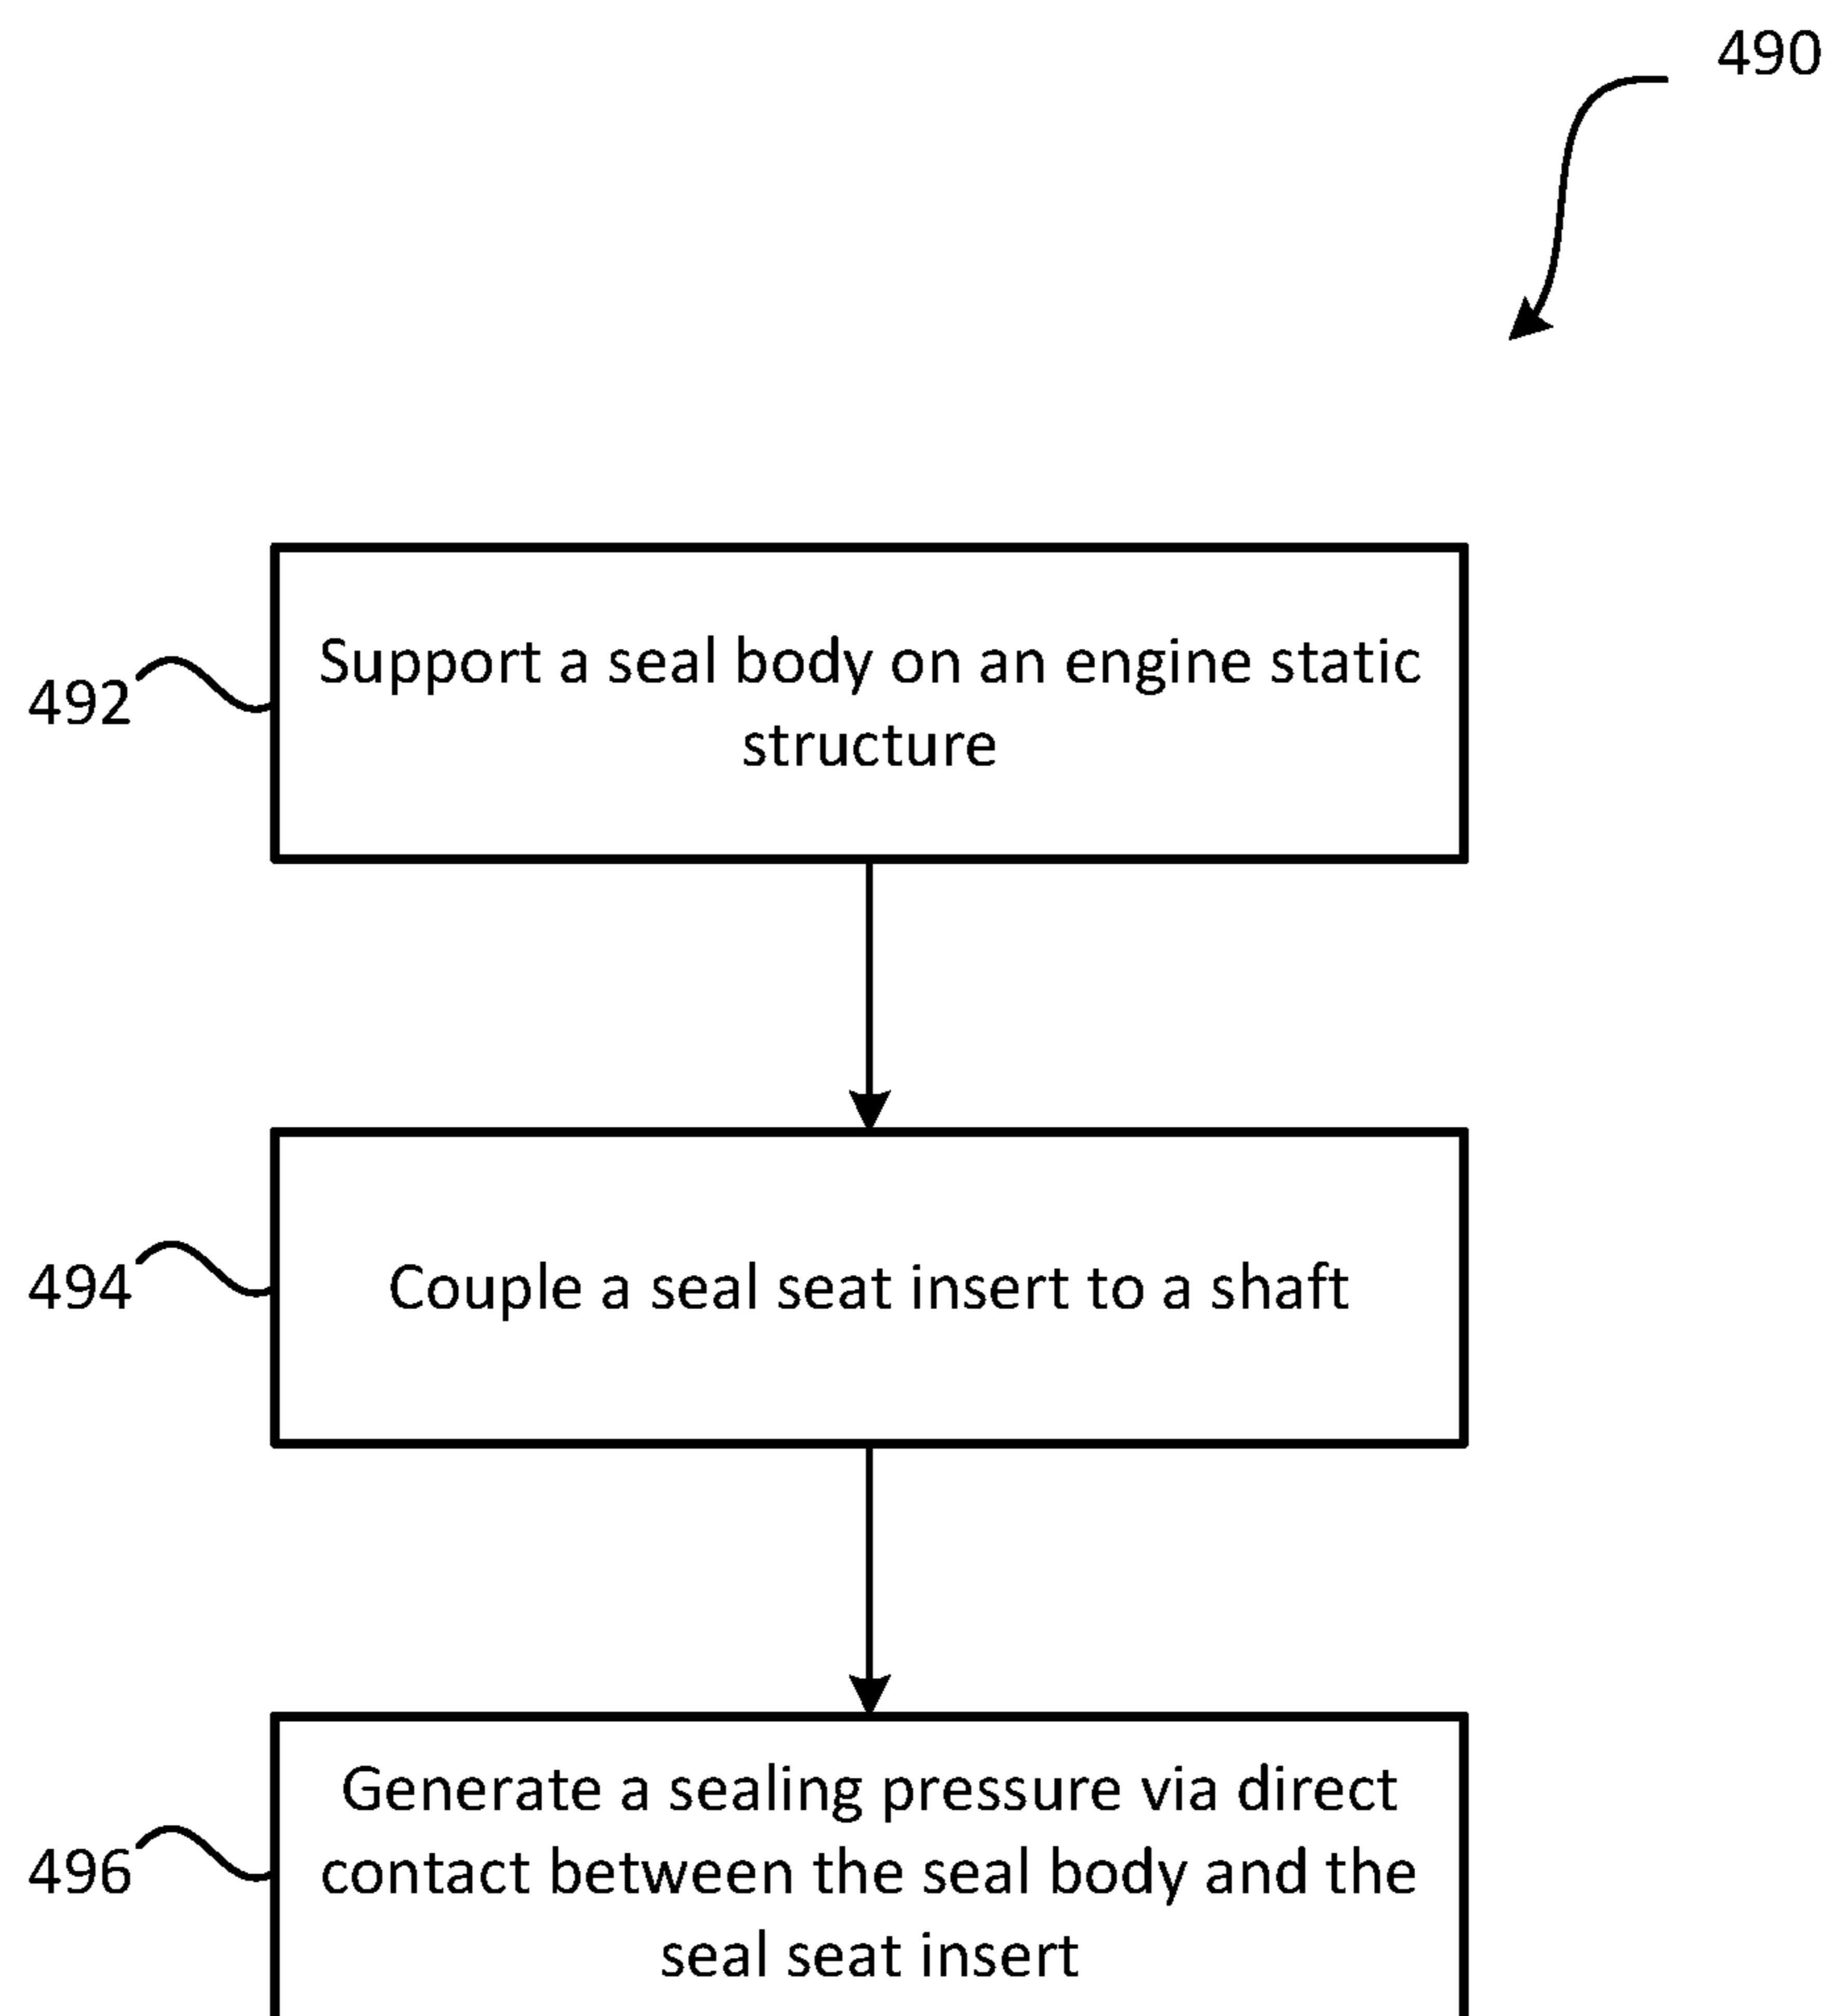 490
Support a seal body on an engine static
structure
492
Couple a seal seat insert to a shaft
494
Generate a sealing pressure via direct
contact between the seal body and the
seal seat insert
496